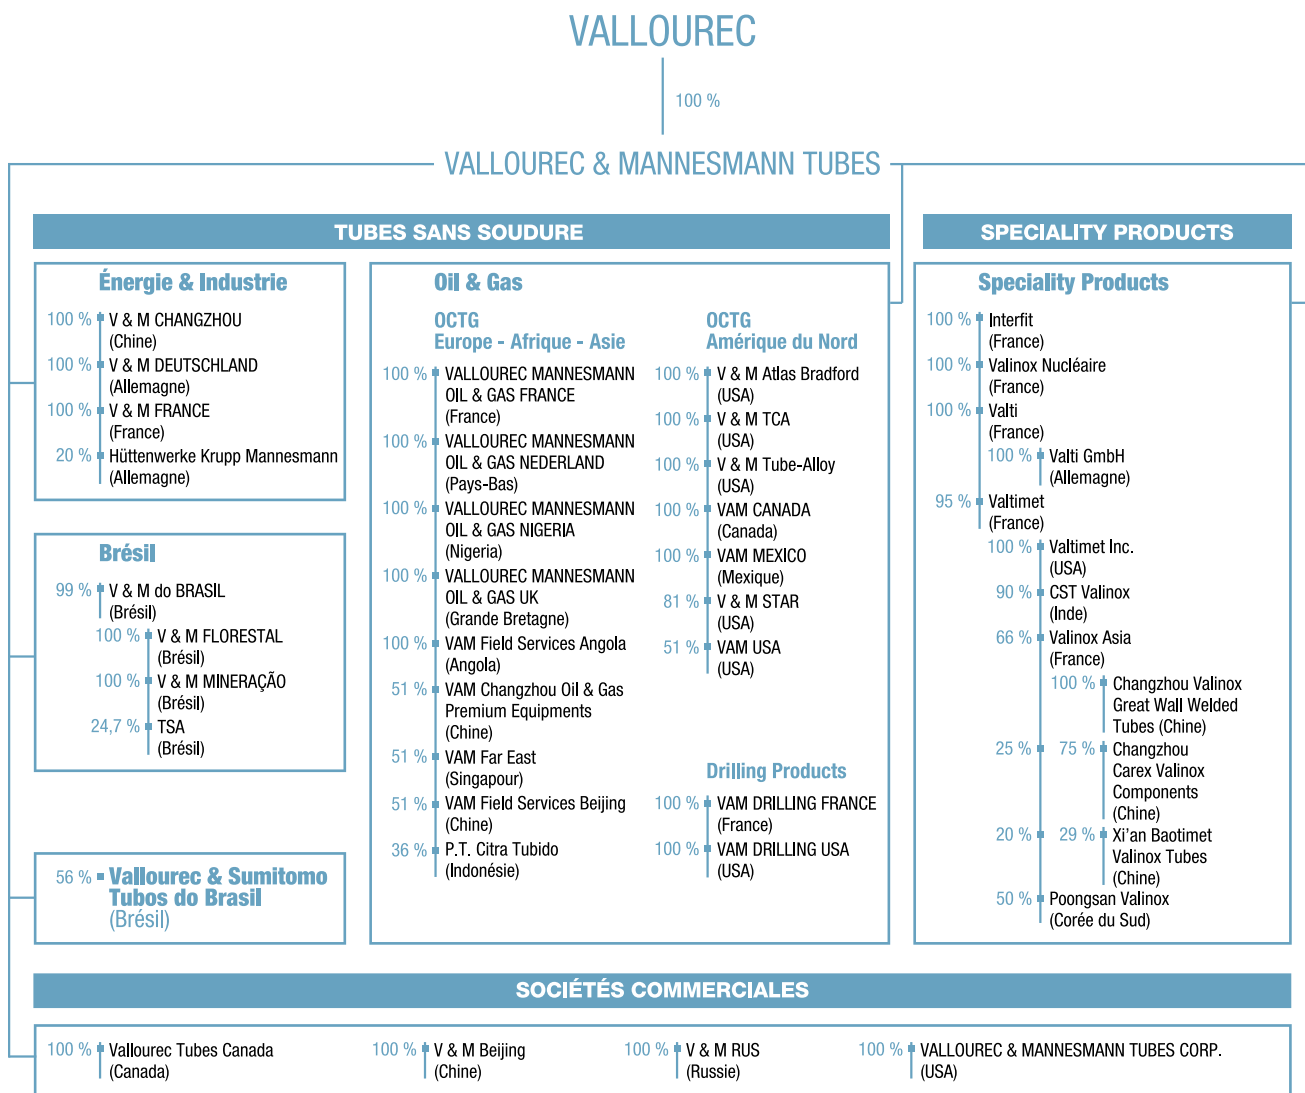 VALLOUREC
100 %
VALLOUREC & MANNESMANN TUBES
TUBES SANS SOUDURE
Énergie & Industrie
100 % V & M CHANGZHOU
(Chine)
100 % V & M DEUTSCHLAND
(Allemagne)
100 % V & M FRANCE
(France)
20 % Hüttenwerke Krupp Mannesmann
(Allemagne)
Brésil
99 % V & M do BRASIL
(Brésil)
100 % V & M FLORESTAL
(Brésil)
100 % V & M MINERAÇÃO
(Brésil)
24,7 % TSA
(Brésil)
56 % Vallourec & Sumitomo
Tubos do Brasil
(Brésil)
Oil & Gas
OCTG
Europe - Afrique - Asie
100 % VALLOUREC MANNESMANN
OIL & GAS FRANCE
(France)
100 % VALLOUREC MANNESMANN
OIL & GAS NEDERLAND
(Pays-Bas)
100 % VALLOUREC MANNESMANN
OIL & GAS NIGERIA
(Nigeria)
100 % VALLOUREC MANNESMANN
OIL & GAS UK
(Grande Bretagne)
100 % VAM Field Services Angola
(Angola)
51 % VAM Changzhou Oil & Gas
Premium Equipments
(Chine)
51 % VAM Far East
(Singapour)
51 % VAM Field Services Beijing
(Chine)
36 % P.T. Citra Tubido
(Indonésie)
OCTG
Amérique du Nord
100 % V & M Atlas Bradford
(USA)
100 % V & M TCA
(USA)
100 % V & M Tube-Alloy
(USA)
100 % VAM CANADA
(Canada)
100 % VAM MEXICO
(Mexique)
81 % V & M STAR
(USA)
51 % VAM USA
(USA)
Drilling Products
100 % VAM DRILLING FRANCE
(France)
100 % VAM DRILLING USA
(USA)
SPECIALITY PRODUCTS
Speciality Products
100 % Interfit
(France)
100 % Valinox Nucléaire
(France)
100 % Valti
(France)
100 % Valti GmbH
(Allemagne)
95 % Valtimet
(France)
100 % Valtimet Inc.
(USA)
90 % CST Valinox
(Inde)
66 % Valinox Asia
(France)
100 % Changzhou Valinox
Great Wall Welded
Tubes (Chine)
25 % 75 % Changzhou
Carex Valinox
Components
(Chine)
20 % 29 % Xi'an Baotimet
Valinox Tubes
(Chine)
50 % Poongsan Valinox
(Corée du Sud)
SOCIÉTÉS COMMERCIALES
100 % Vallourec Tubes Canada
(Canada)
100 % V & M Beijing
(Chine)
100 % V & M RUS
(Russie)
100 % VALLOUREC & MANNESMANN TUBES CORP.
(USA)